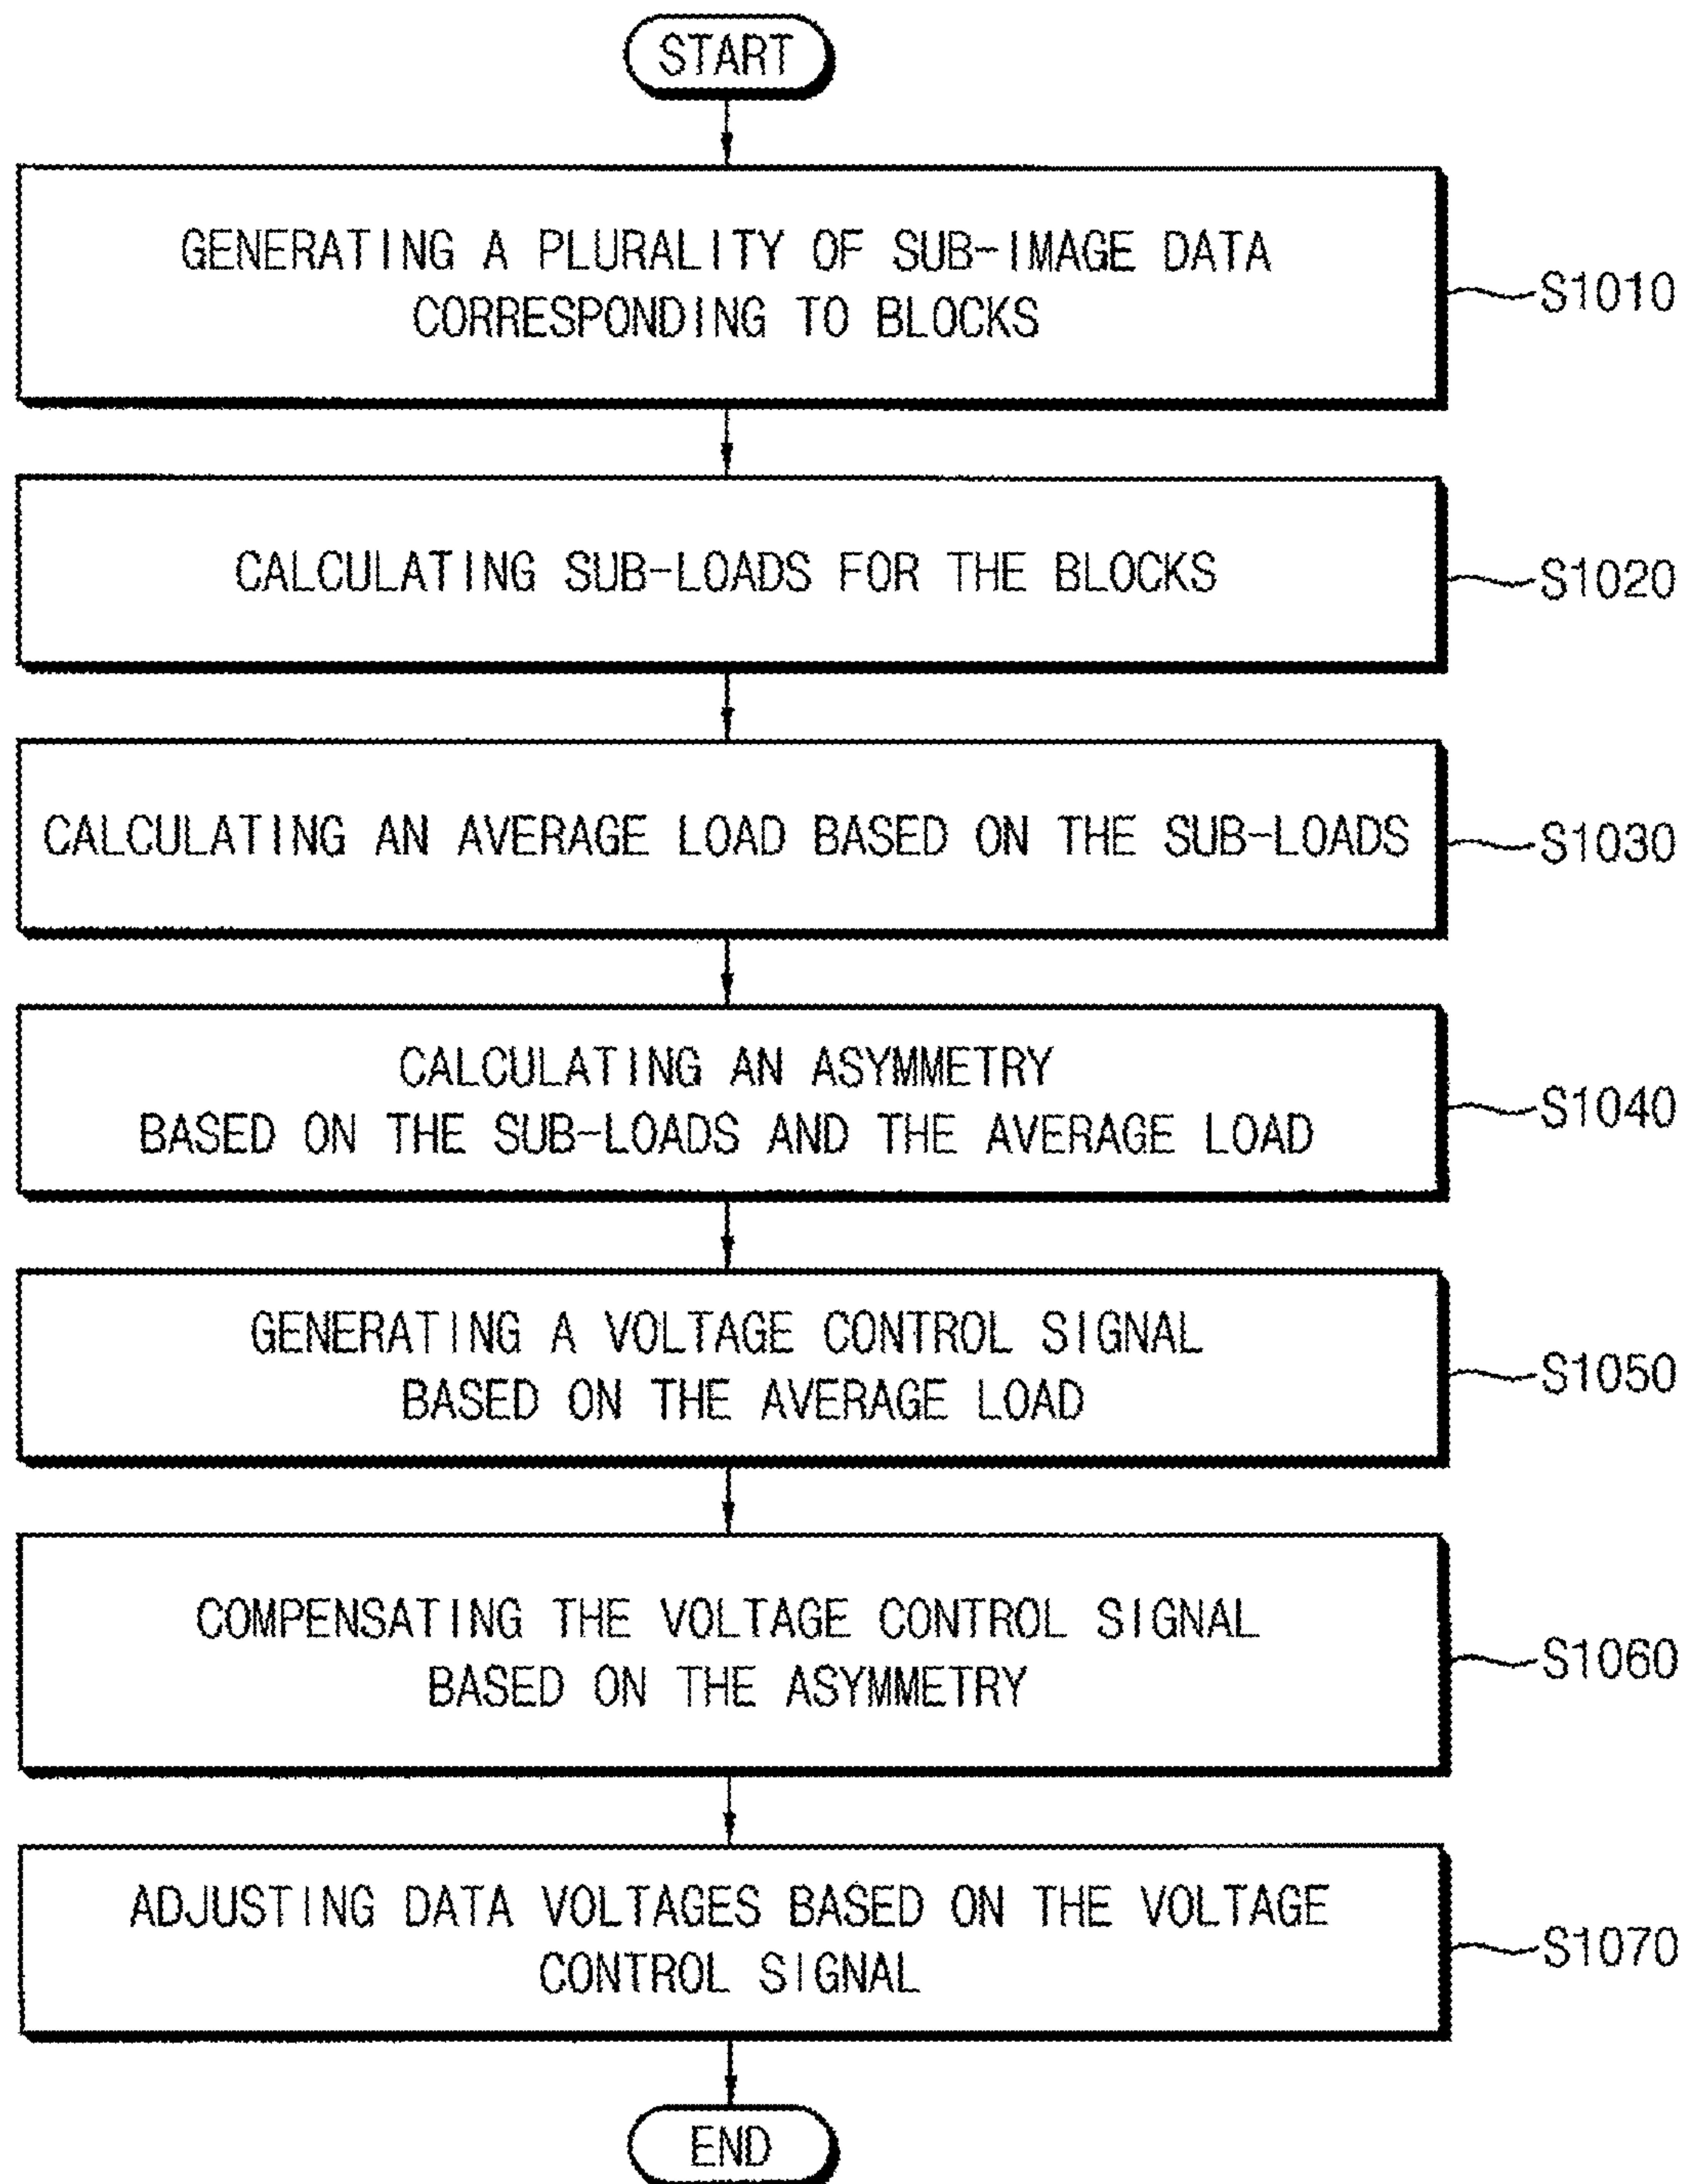 START
GENERATING A PLURALITY OF SUB-IMAGE DATA
CORRESPONDING TO BLOCKS
S1010
CALCULATING SUB-LOADS FOR THE BLOCKS
S1020
CALCULATING AN AVERAGE LOAD BASED ON THE SUB-LOADS
S1030
CALCULATING AN ASYMMETRY
BASED ON THE SUB-LOADS AND THE AVERAGE LOAD
S1040
GENERATING A VOLTAGE CONTROL SIGNAL
BASED ON THE AVERAGE LOAD
S1050
COMPENSATING THE VOLTAGE CONTROL SIGNAL
BASED ON THE ASYMMETRY
S1060
ADJUSTING DATA VOLTAGES BASED ON THE VOLTAGE
CONTROL SIGNAL
S1070
END